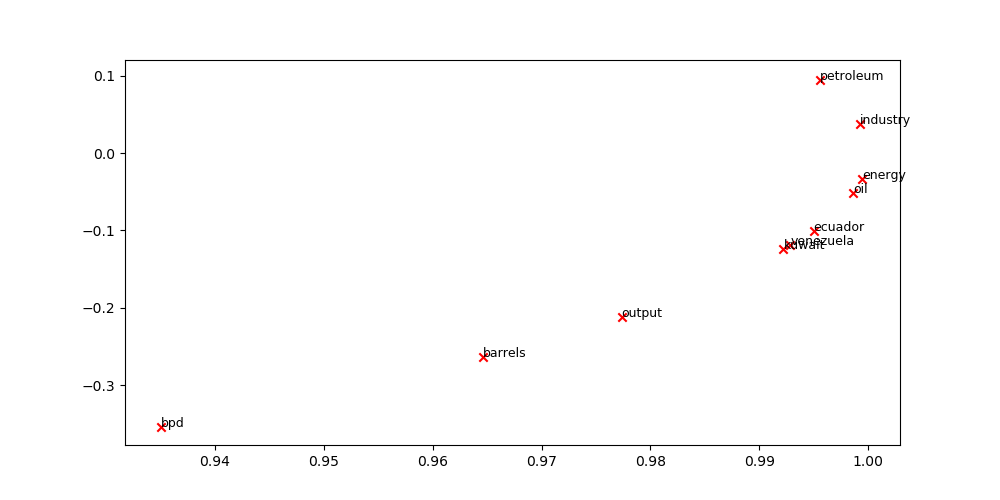 0.1
petroleum
industry
0.0
energy
oil
−0.1
ecuador
venezuela
kuwait
−0.2
output
barrels
−0.3
bpd
0.94 0.95 0.96 0.97 0.98 0.99 1.00